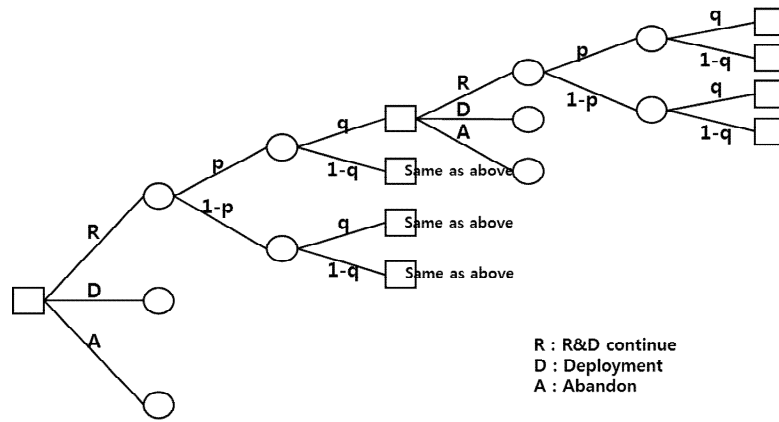 q
p
1-q
R
D
1-p
q
A
1-q
q
p
1-q
Same as above
1-p
q
Same as above
R
1-q
Same as above
D
A
R : R&D continue
D : Deployment
A : Abandon